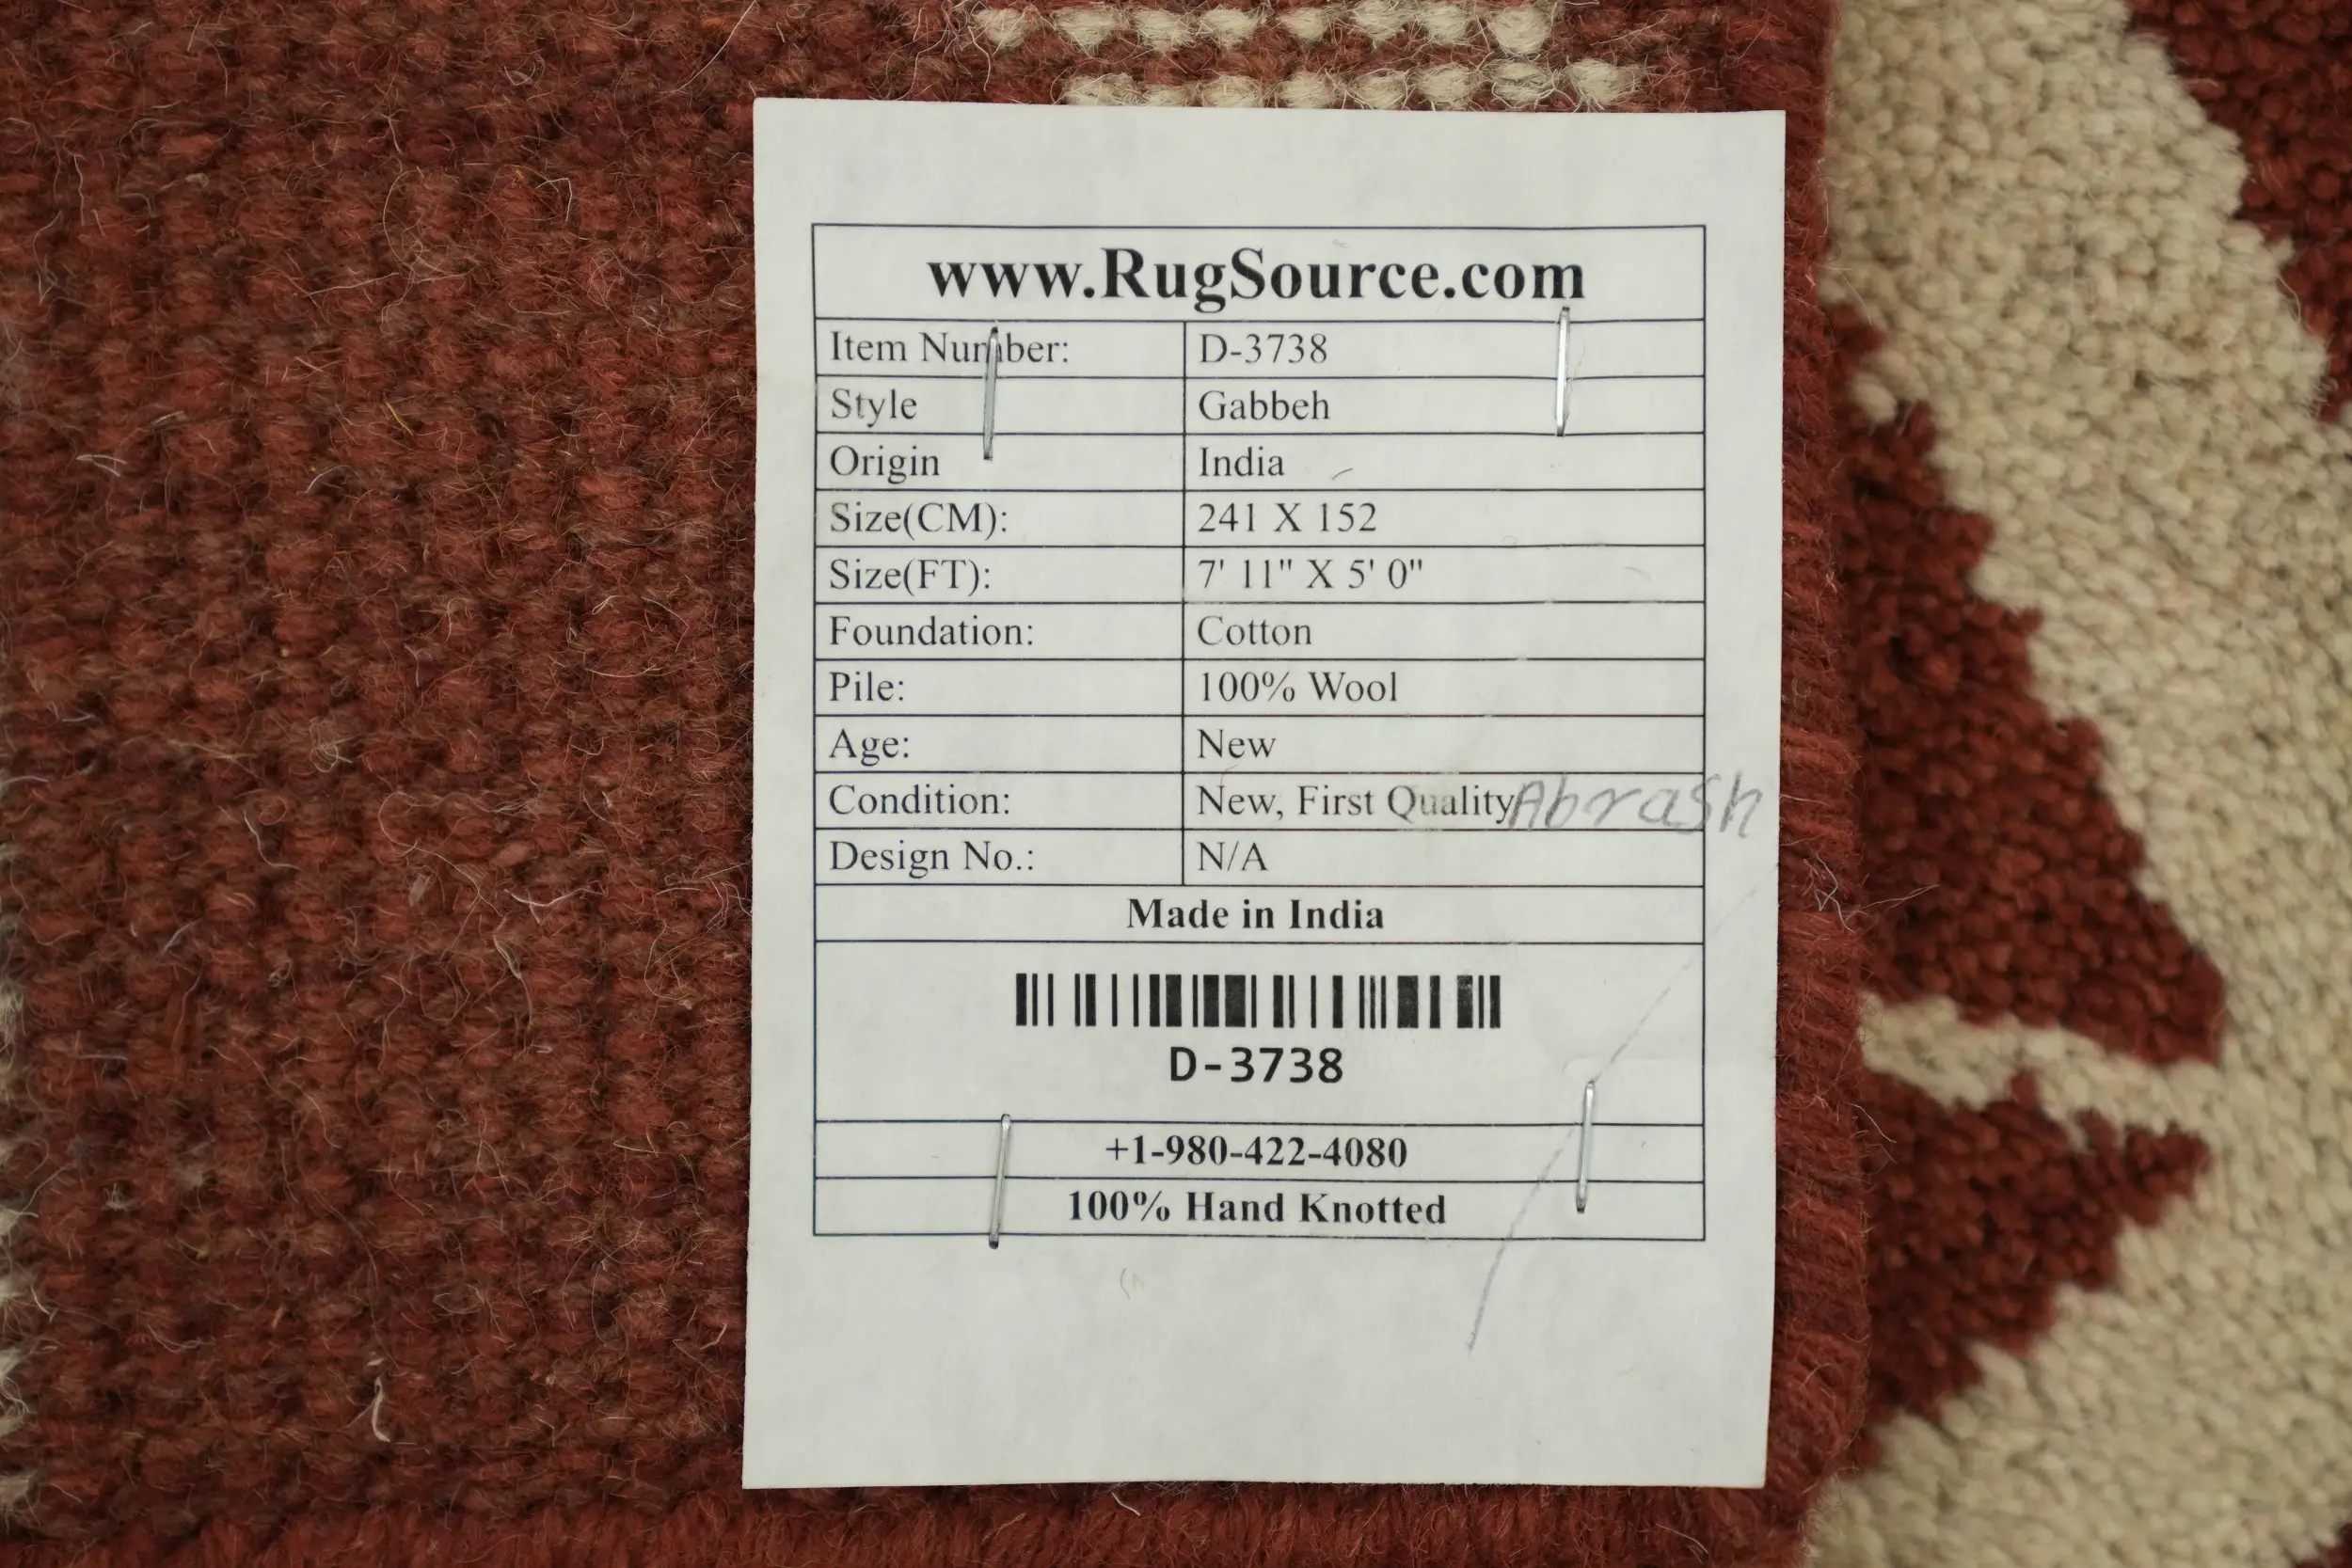 www.RugSource.com
Item Number: D-3738
Style Gabbeh
Origin India
Size(CM): 241 X 152
Size(FT): 7' 11" X 5' 0"
Foundation: Cotton
Pile: 100% Wool
Age: New
Condition: New, First Quality Abrash
Design No.: N/A
Made in India
D-3738
+1-980-422-4080
100% Hand Knotted